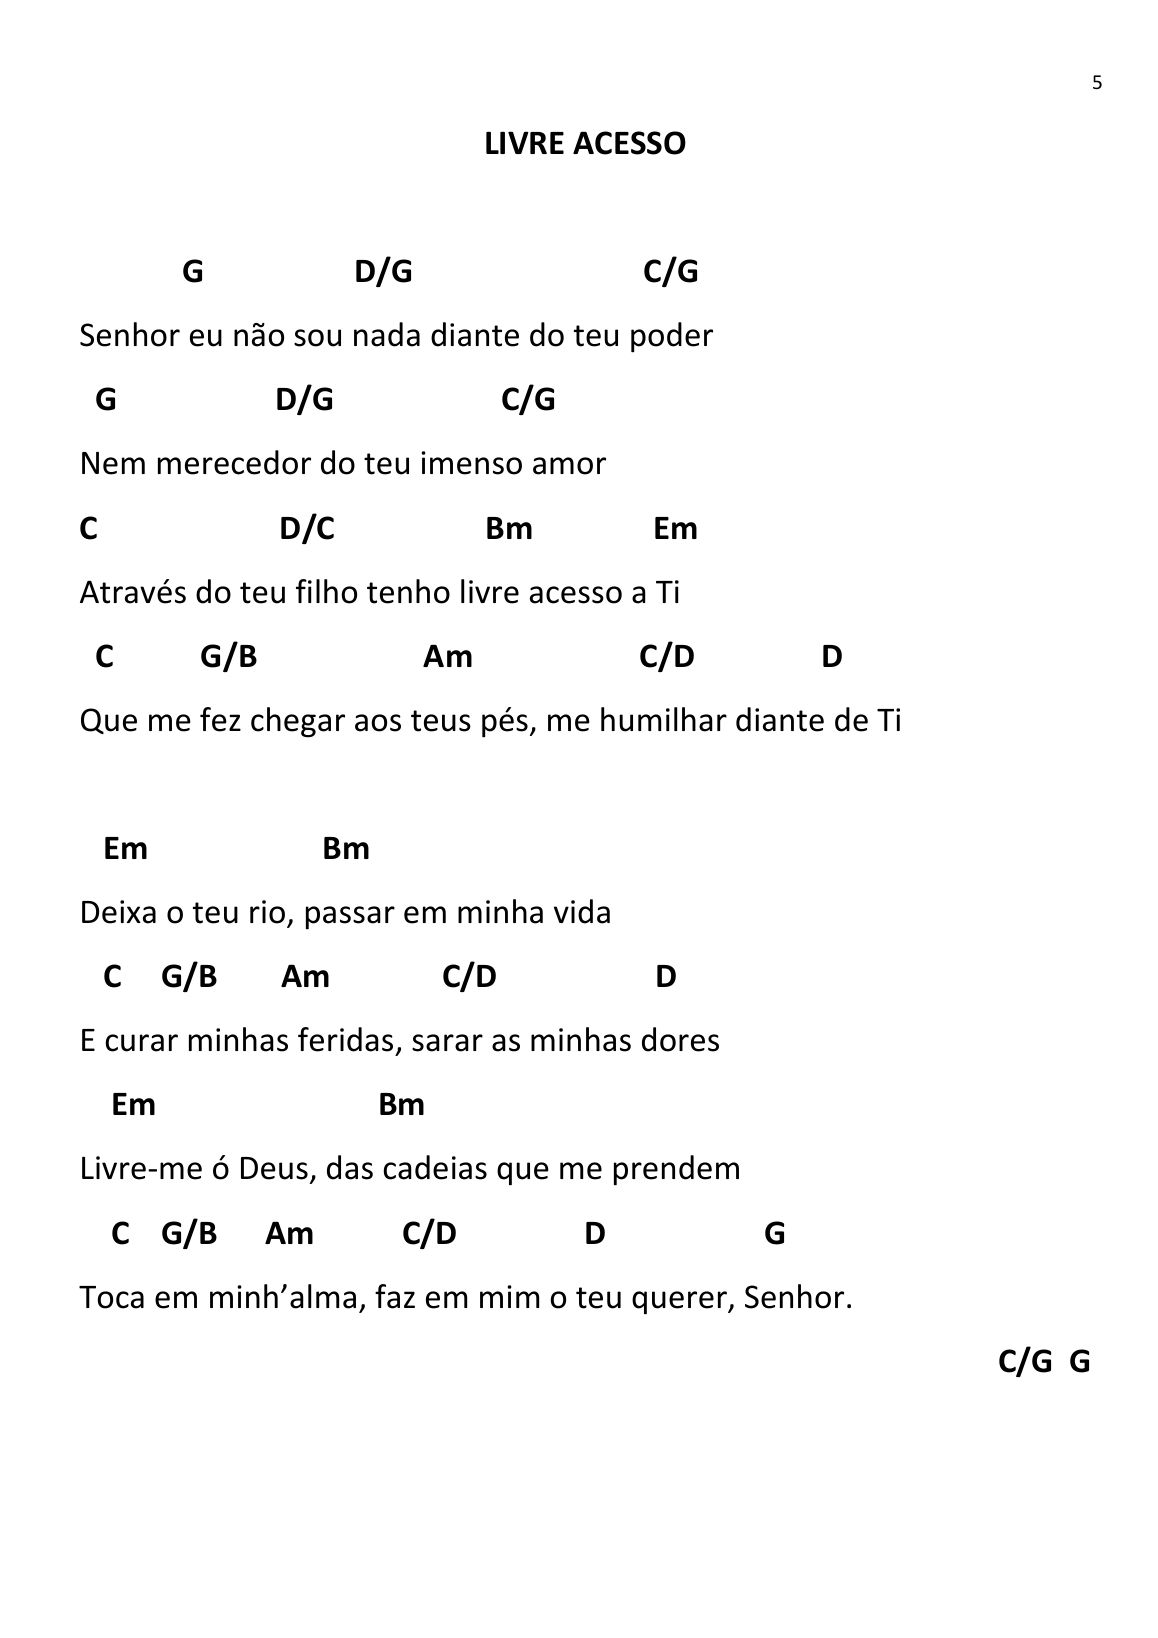 5
LIVRE ACESSO
G D/G C/G
Senhor eu não sou nada diante do teu poder
G D/G C/G
Nem merecedor do teu imenso amor
C D/C Bm Em
Através do teu filho tenho livre acesso a Ti
C G/B Am C/D D
Que me fez chegar aos teus pés, me humilhar diante de Ti
Em Bm
Deixa o teu rio, passar em minha vida
C G/B Am C/D D
E curar minhas feridas, sarar as minhas dores
Em Bm
Livre-me ó Deus, das cadeias que me prendem
C G/B Am C/D D G
Toca em minh’alma, faz em mim o teu querer, Senhor.
C/G G